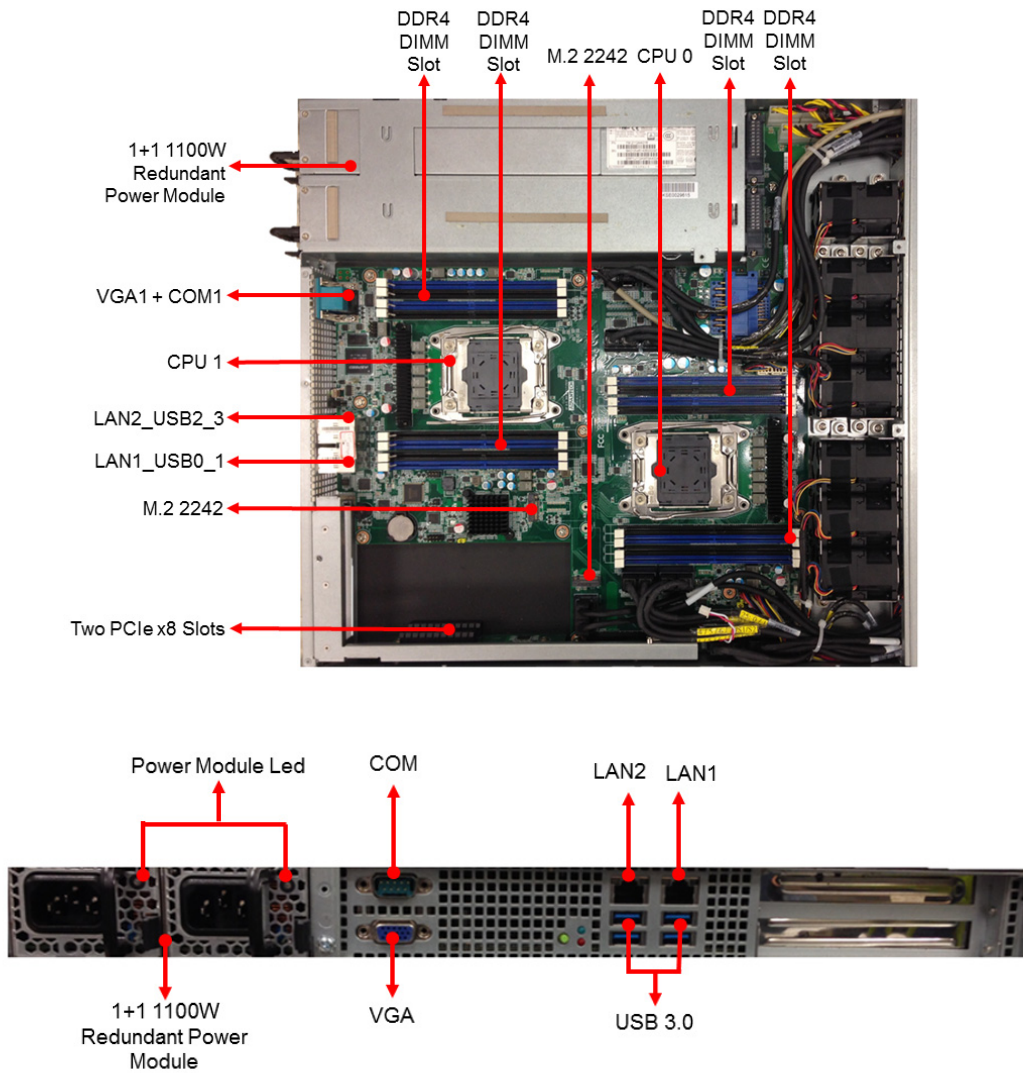 DDR4
DIMM
Slot
DDR4
DIMM
Slot
M.2 2242
CPU 0
DDR4
DIMM
Slot
DDR4
DIMM
Slot
1+1 1100W
Redundant
Power Module
VGA1 + COM1
CPU 1
LAN2_USB2_3
LAN1_USB0_1
M.2 2242
Two PCIe x8 Slots
FCC
Power Module Led
COM
LAN2
LAN1
1+1 1100W
Redundant Power
Module
VGA
USB 3.0